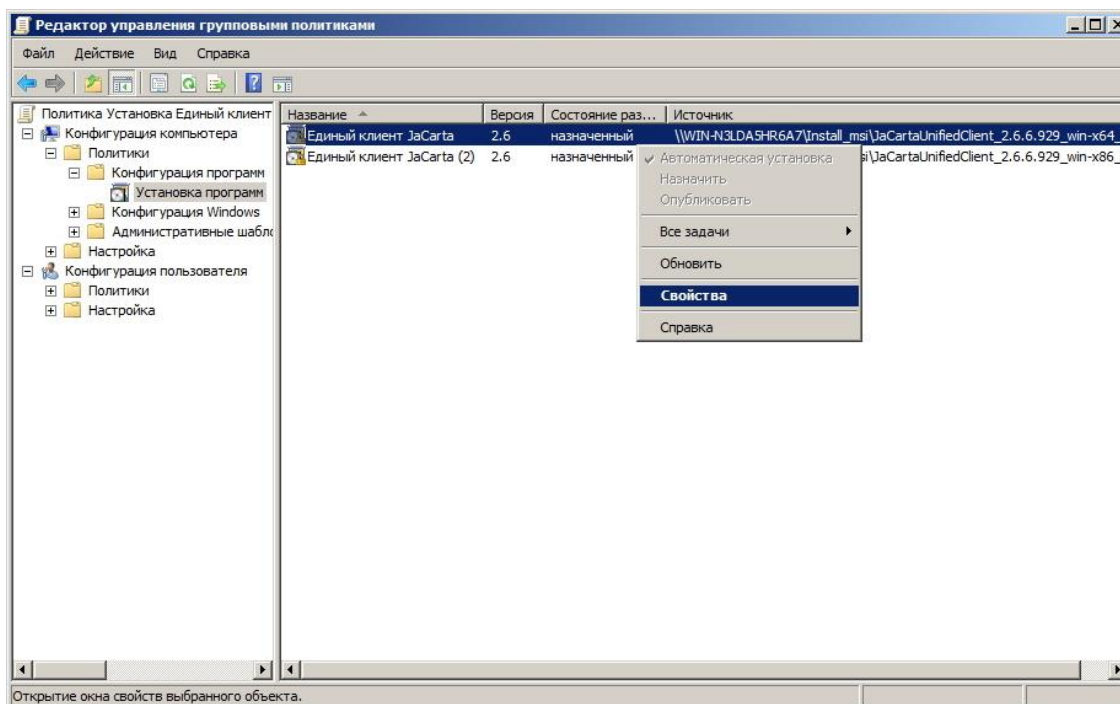 Редактор управления групповыми политиками
Файл Действие Вид Справка
Политика Установка Единый клиент
Конфигурация компьютера
Политики
Конфигурация программ
Установка программ
Конфигурация Windows
Административные шабло
Настройка
Конфигурация пользователя
Политики
Настройка
Название Версия Состояние раз... Источник
Единый клиент JaCarta 2.6 назначенный \\WIN-N3LDA5HR6A7\Install_msi\JaCartaUnifiedClient_2.6.6.929_win-x64_
Единый клиент JaCarta (2) 2.6 назначенный si\JaCartaUnifiedClient_2.6.6.929_win-x86_
Автоматическая установка
Назначить
Опубликовать
Все задачи
Обновить
Свойства
Справка
Открытие окна свойств выбранного объекта.